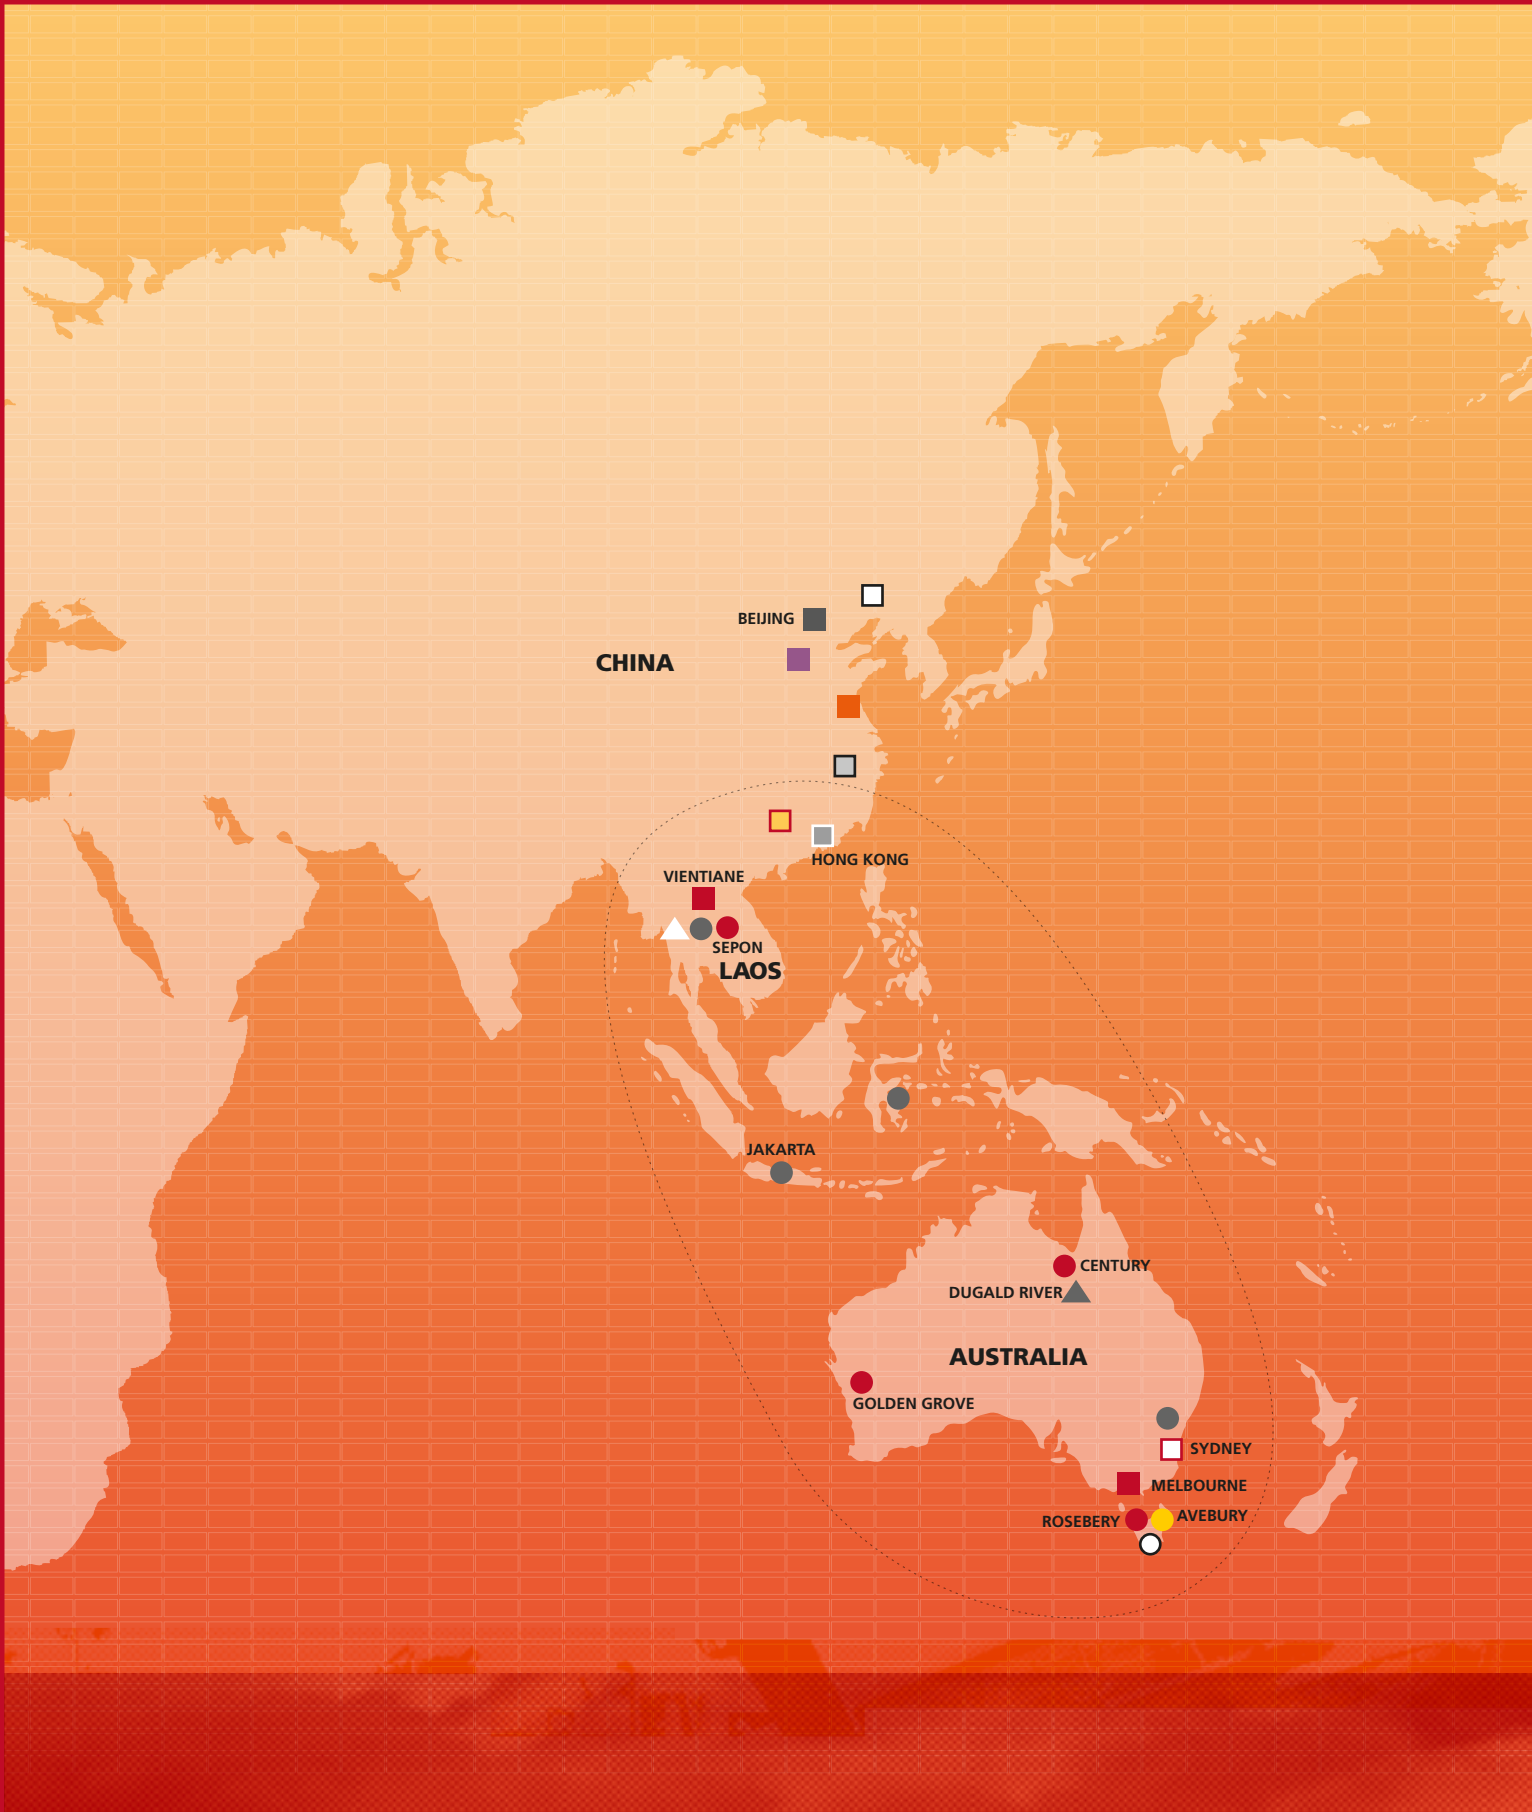 BEIJING
CHINA
HONG KONG
VIENTIANE
SEPON
LAOS
JAKARTA
CENTURY
DUGALD RIVER
AUSTRALIA
GOLDEN GROVE
SYDNEY
MELBOURNE
ROSEBERY
AVEBURY